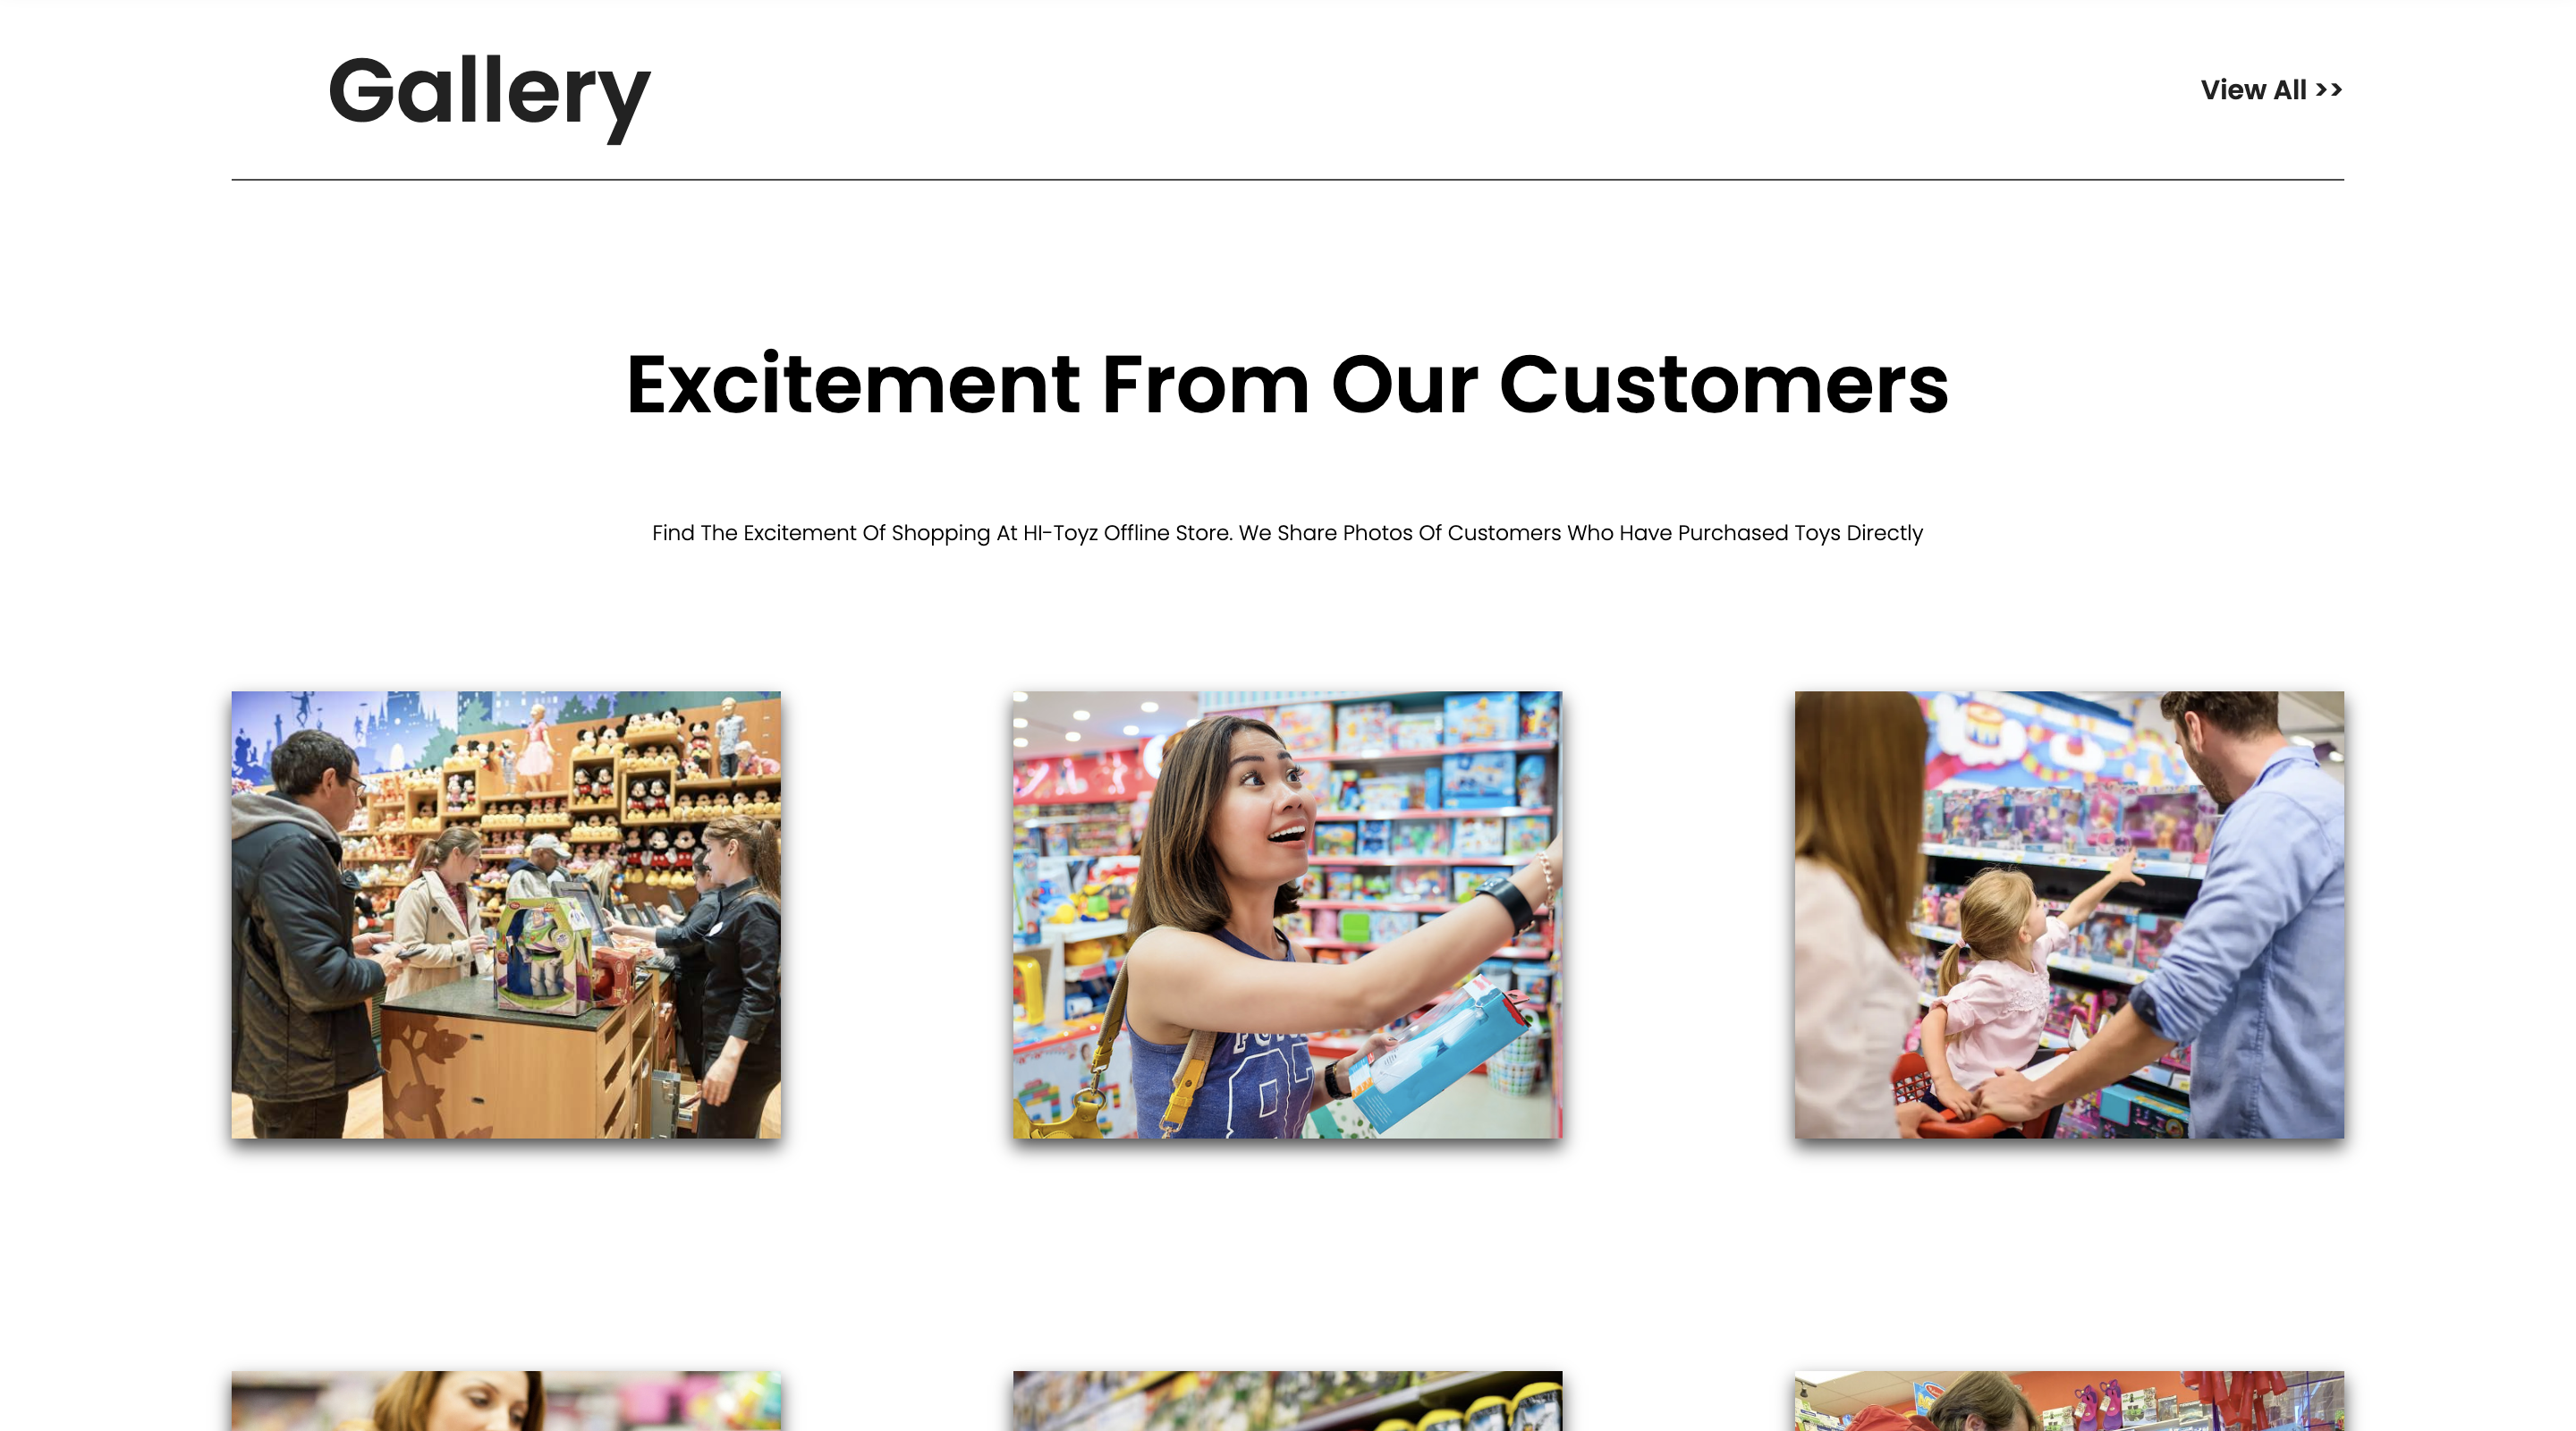 Gallery
View All >>
Excitement From Our Customers
Find The Excitement Of Shopping At HI-Toyz Offline Store. We Share Photos Of Customers Who Have Purchased Toys Directly